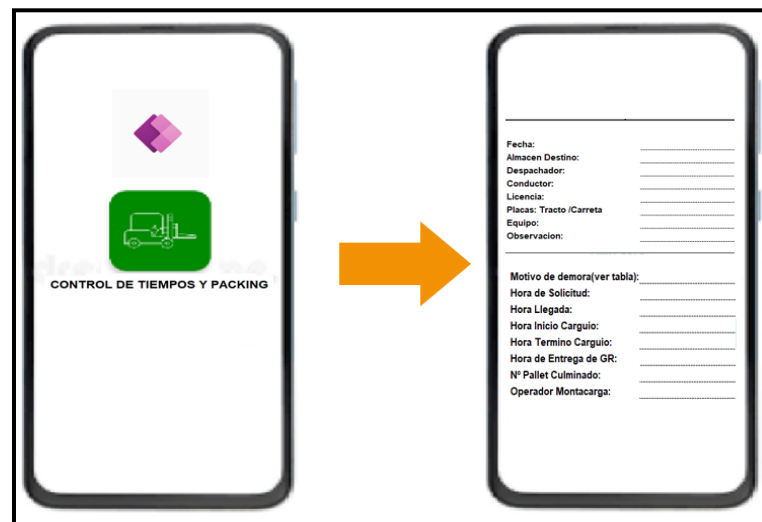 CONTROL DE TIEMPOS Y PACKING
Fecha:
Almacen Destino:
Despachador:
Conductor:
Licencia:
Placas: Tracto /Carreta
Equipo:
Observacion:
Motivo de demora(ver tabla):
Hora de Solicitud:
Hora Llegada:
Hora Inicio Carguio:
Hora Termino Carguio:
Hora de Entrega de GR:
Nº Pallet Culminado:
Operador Montacarga: